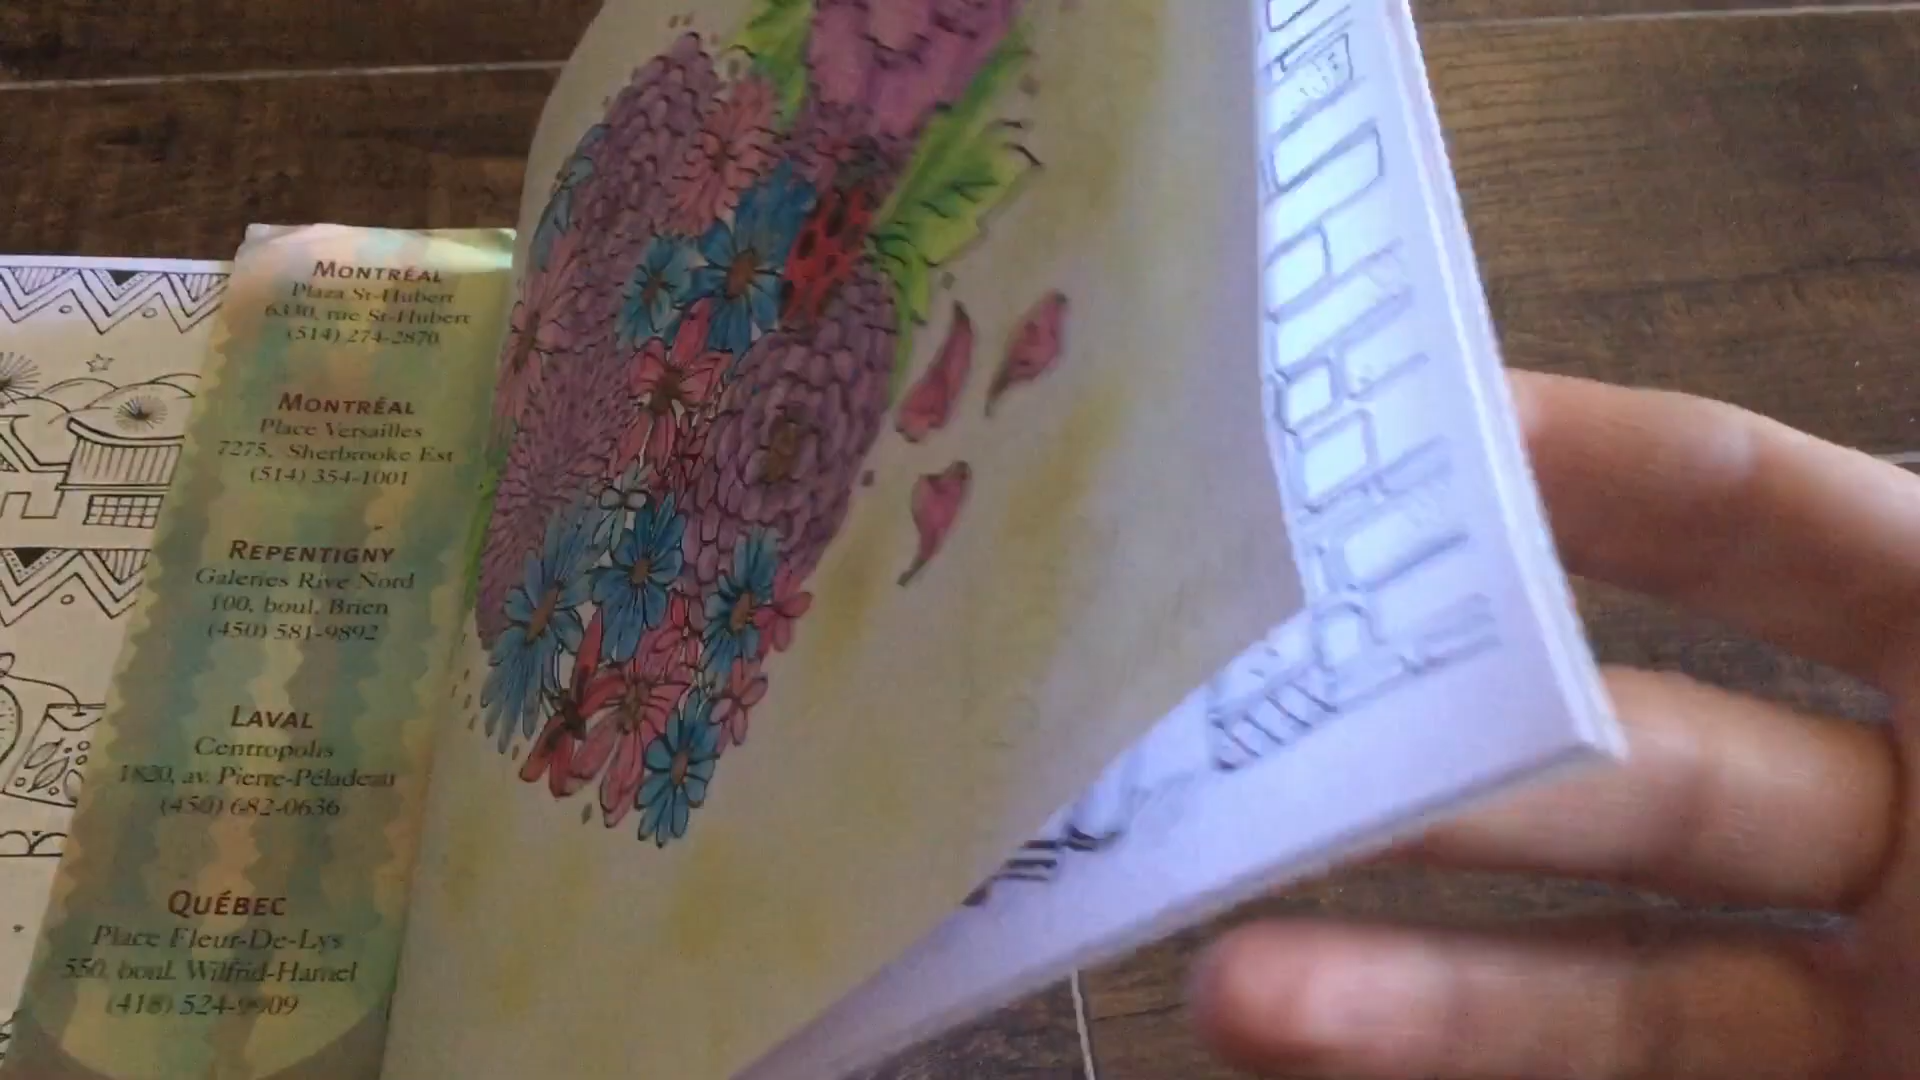 MONTRÉAL
Plaza St-Hubert
6330, rue St-Hubert
(514) 274-2870
MONTRÉAL
Place Versailles
7275, Sherbrooke Est
(514) 354-1001
REPENTIGNY
Galeries Rive Nord
100, boul. Brien
(450) 581-9892
LAVAL
Centropolis
1820, av. Pierre-Péladeau
(450) 682-0636
QUÉBEC
Place Fleur-De-Lys
550, boul. Wilfrid-Hamel
(418) 524-9909